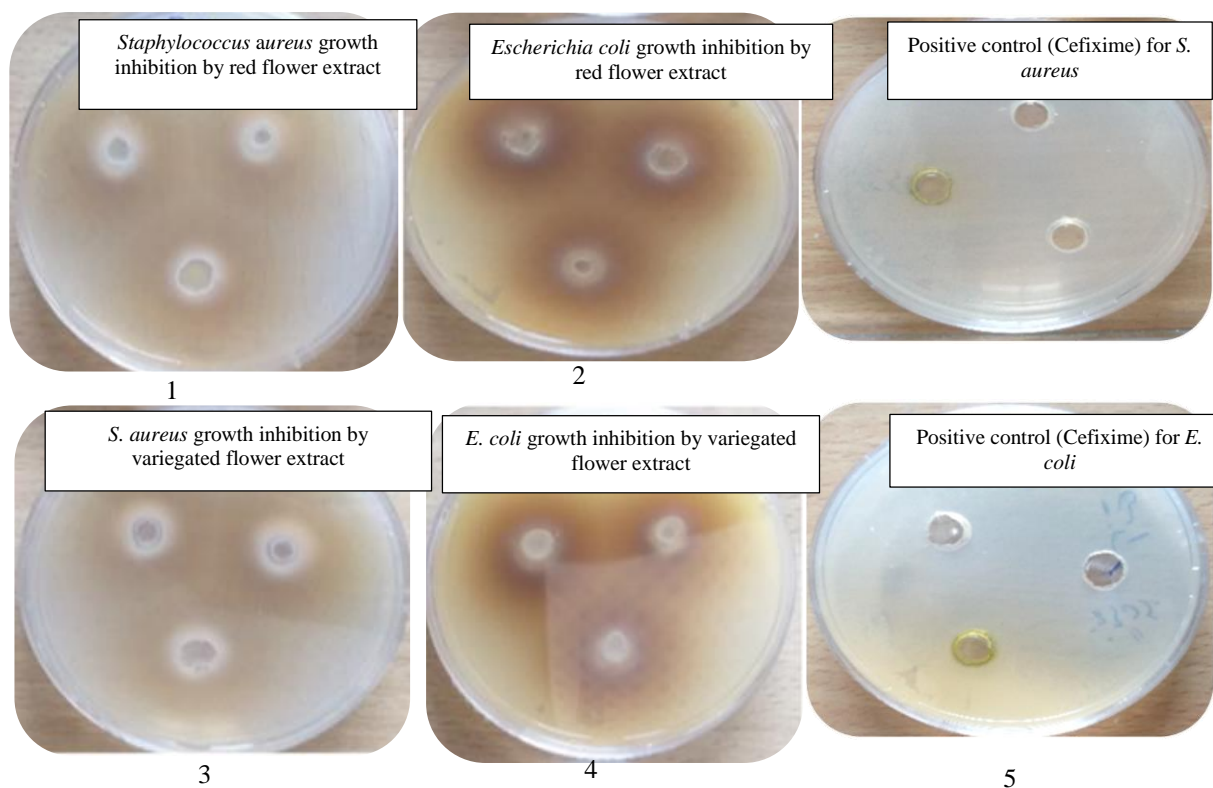 Staphylococcus aureus growth
inhibition by red flower extract
Escherichia coli growth inhibition by
red flower extract
Positive control (Cefixime) for S.
aureus
1
2
S. aureus growth inhibition by
variegated flower extract
E. coli growth inhibition by variegated
flower extract
Positive control (Cefixime) for E.
coli
3
4
5